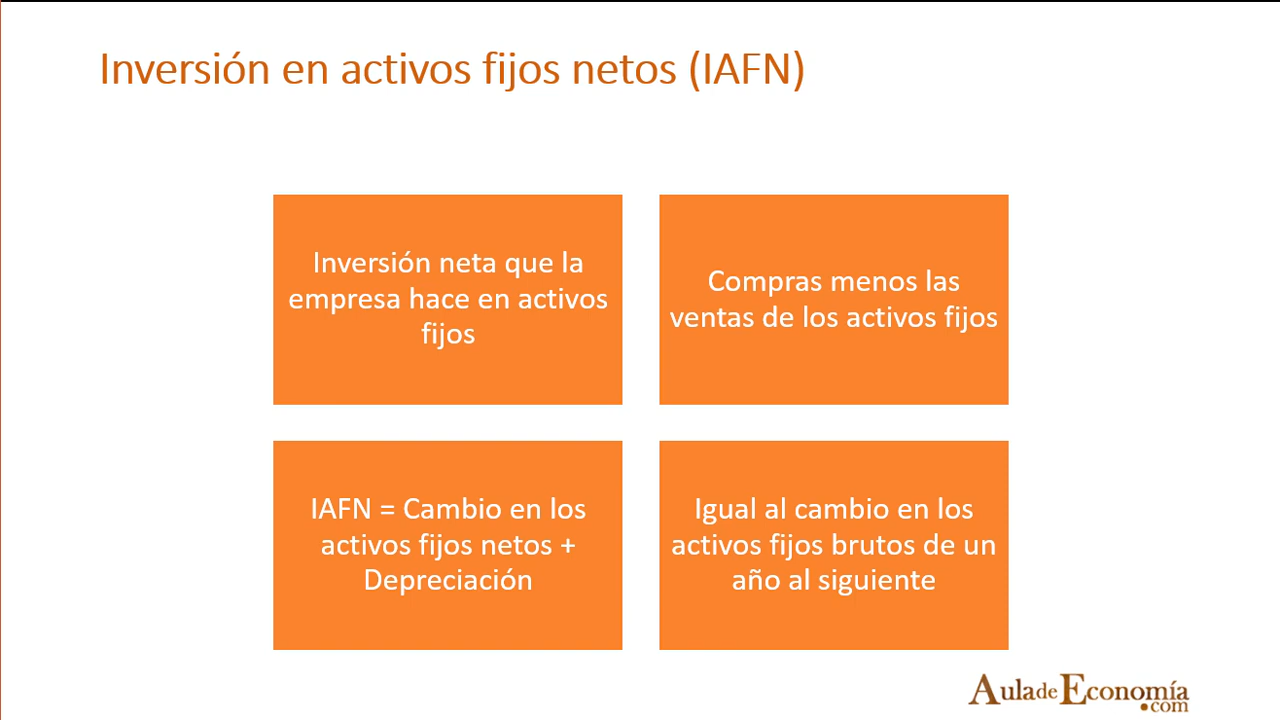 Inversión en activos fijos netos (IAFN)
Inversión neta que la
empresa hace en activos
fijos
Compras menos las
ventas de los activos fijos
IAFN = Cambio en los
activos fijos netos +
Depreciación
Igual al cambio en los
activos fijos brutos de un
año al siguiente
AuladeEconomía
.com